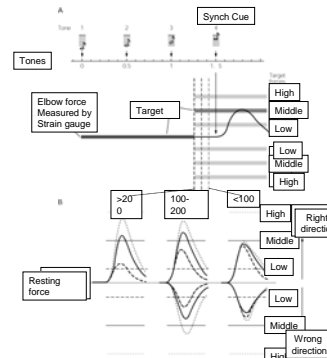 A
Synch Cue
Tone 1 2 3 4
Tones
0 0.5 1 1.5
Target
High
Elbow force
Measured by
Strain gauge
Target
Middle
Low
Low
Middle
High
B
>20
0
100-
200
<100
High
Right
direction
Middle
Low
Resting
force
Low
Middle
Wrong
direction
High